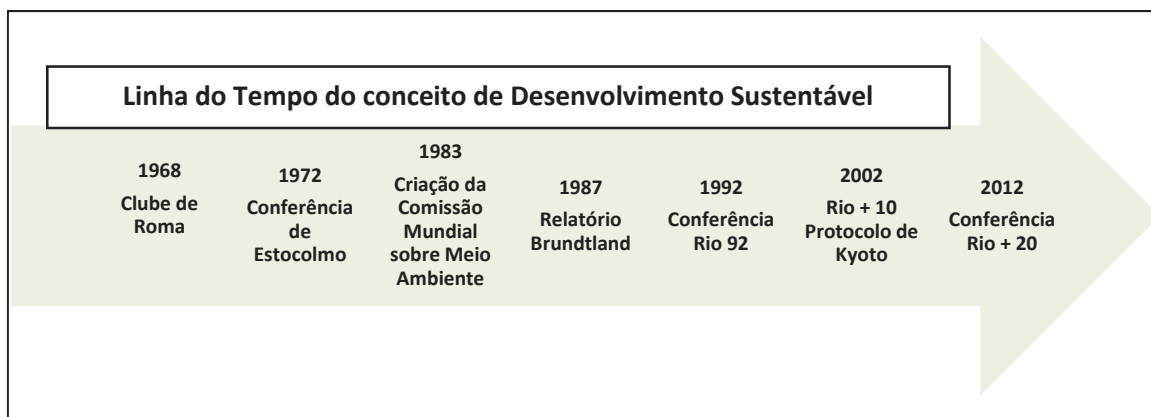 Linha do Tempo do conceito de Desenvolvimento Sustentável
1968
Clube de
Roma
1972
Conferência
de
Estocolmo
1983
Criação da
Comissão
Mundial
sobre Meio
Ambiente
1987
Relatório
Brundtland
1992
Conferência
Rio 92
2002
Rio + 10
Protocolo de
Kyoto
2012
Conferência
Rio + 20